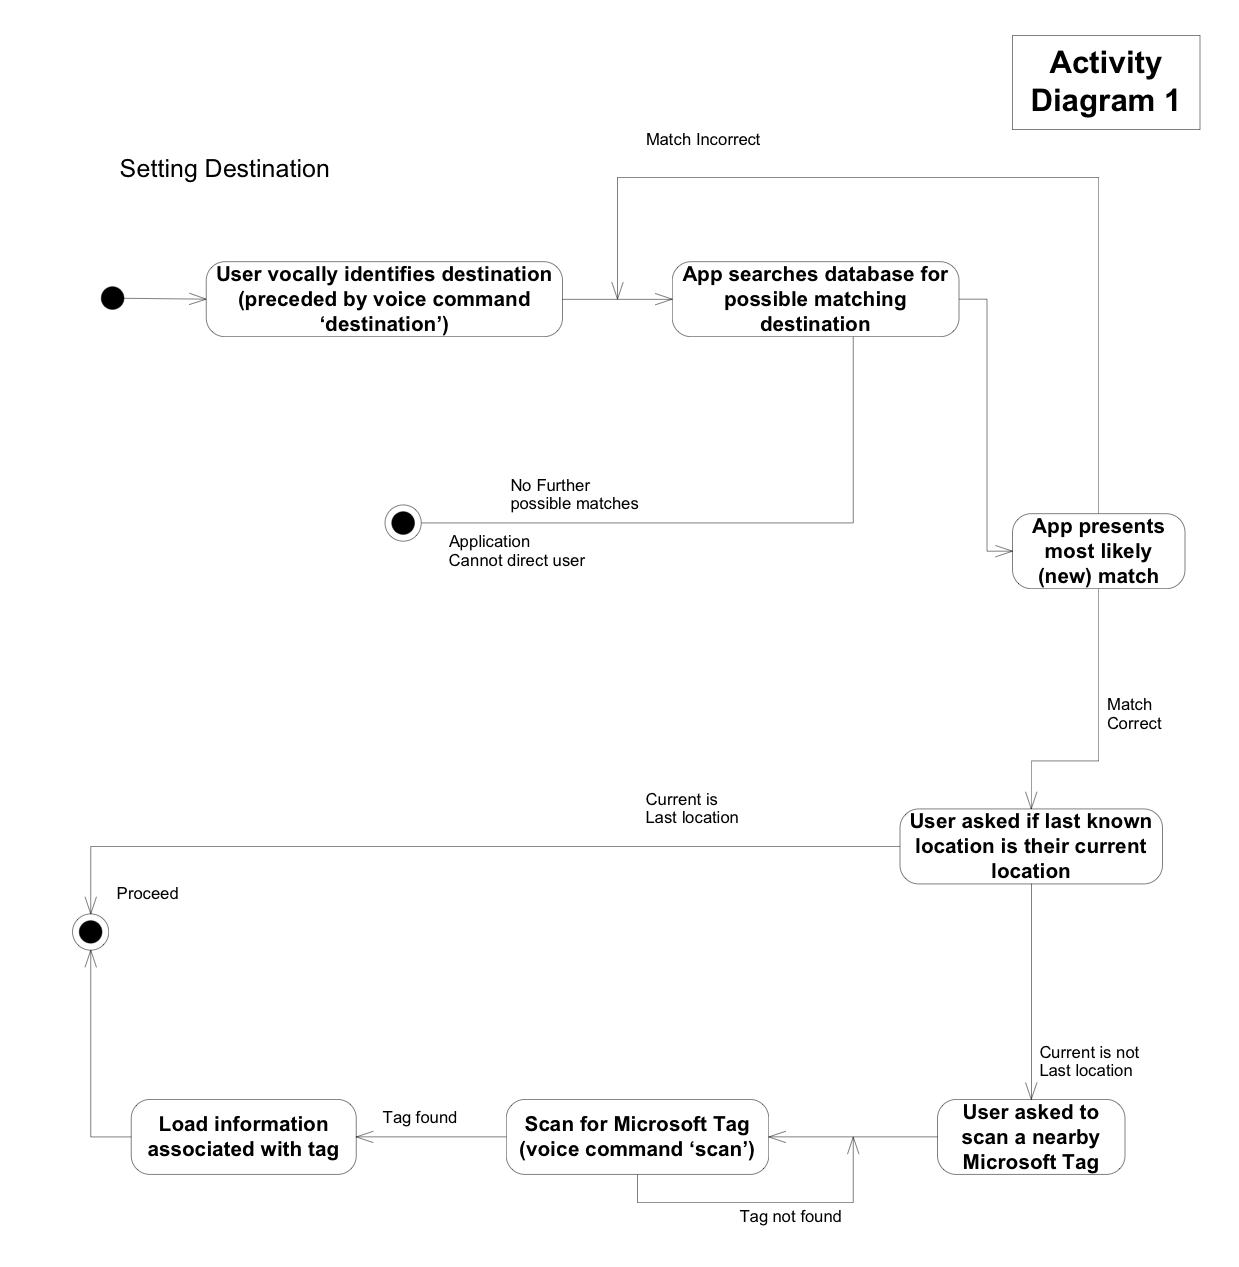 Activity
Diagram 1
Match Incorrect
Setting Destination
User vocally identifies destination
(preceded by voice command
‘destination’)
App searches database for
possible matching
destination
No Further
possible matches
Application
Cannot direct user
App presents
most likely
(new) match
Match
Correct
Current is
Last location
User asked if last known
location is their current
location
Proceed
Current is not
Last location
User asked to
scan a nearby
Microsoft Tag
Tag found
Scan for Microsoft Tag
(voice command ‘scan’)
Load information
associated with tag
Tag not found